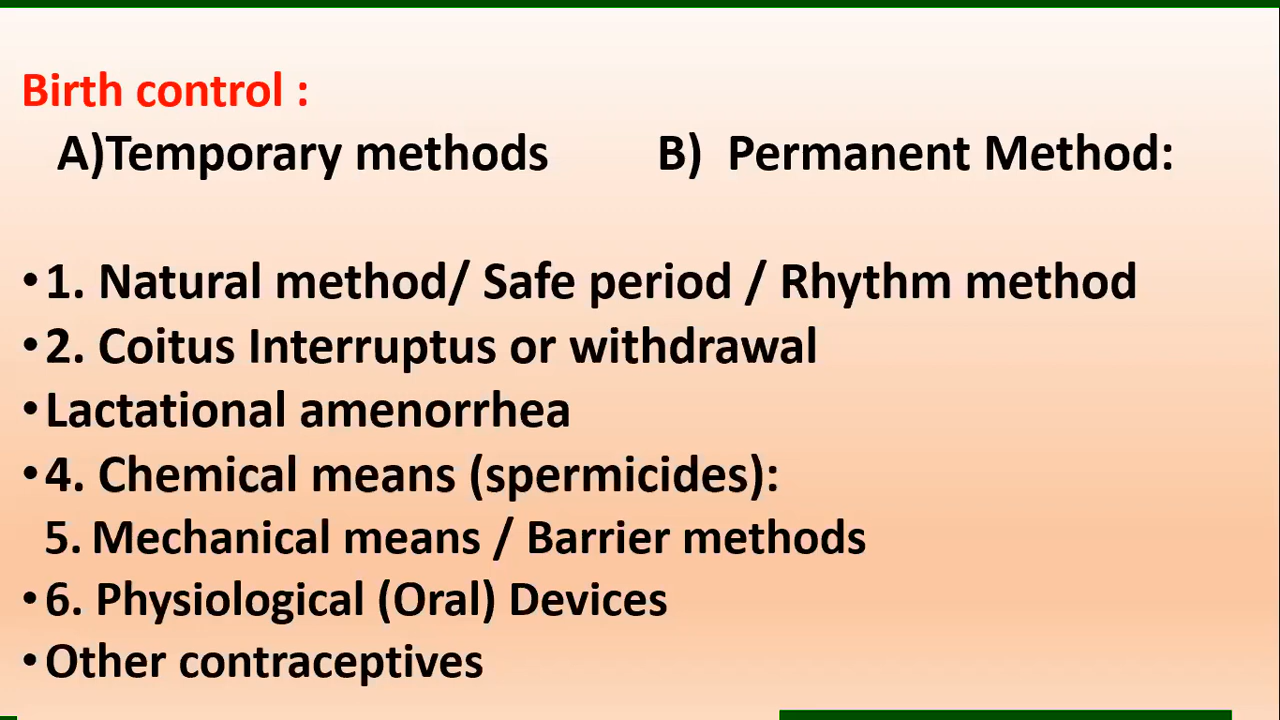 Birth control :
A)Temporary methods B) Permanent Method:
•1. Natural method/ Safe period / Rhythm method
•2. Coitus Interruptus or withdrawal
•Lactational amenorrhea
•4. Chemical means (spermicides):
5. Mechanical means / Barrier methods
•6. Physiological (Oral) Devices
•Other contraceptives